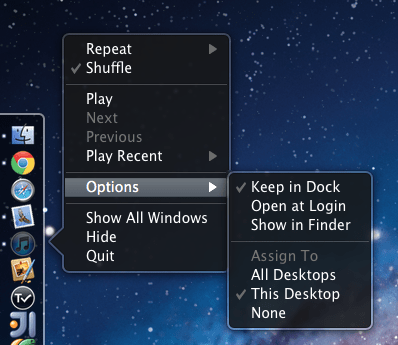 Repeat
Shuffle
Play
Next
Previous
Play Recent
Options
Show All Windows
Hide
Quit
Keep in Dock
Open at Login
Show in Finder
Assign To
All Desktops
This Desktop
None
TV